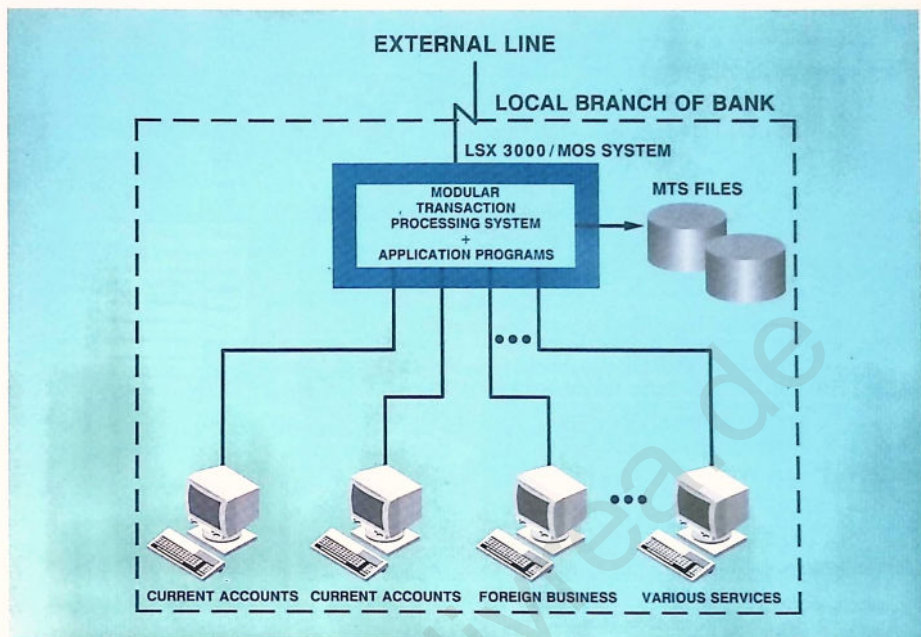 EXTERNAL LINE
LOCAL BRANCH OF BANK
LSX 3000/MOS SYSTEM
MODULAR
TRANSACTION
PROCESSING SYSTEM
+
APPLICATION PROGRAMS
MTS FILES
CURRENT ACCOUNTS
CURRENT ACCOUNTS
FOREIGN BUSINESS
VARIOUS SERVICES